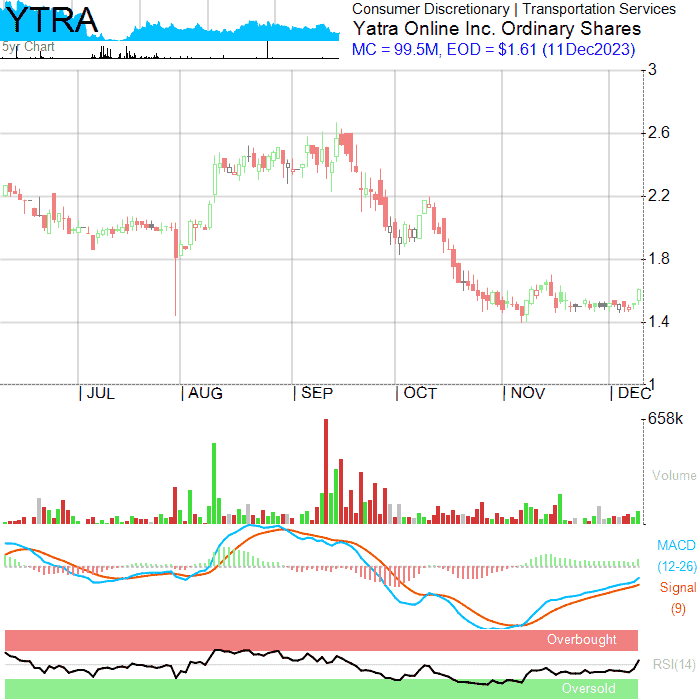 YTRA
5yr Chart
Consumer Discretionary | Transportation Services
Yatra Online Inc. Ordinary Shares
MC = 99.5M, EOD = $1.61 (11Dec2023)
3
2.6
2.2
1.8
1.4
1
| JUL | AUG | SEP | OCT | NOV | DEC
658k
Volume
MACD
(12-26)
Signal
(9)
Overbought
RSI(14)
Oversold